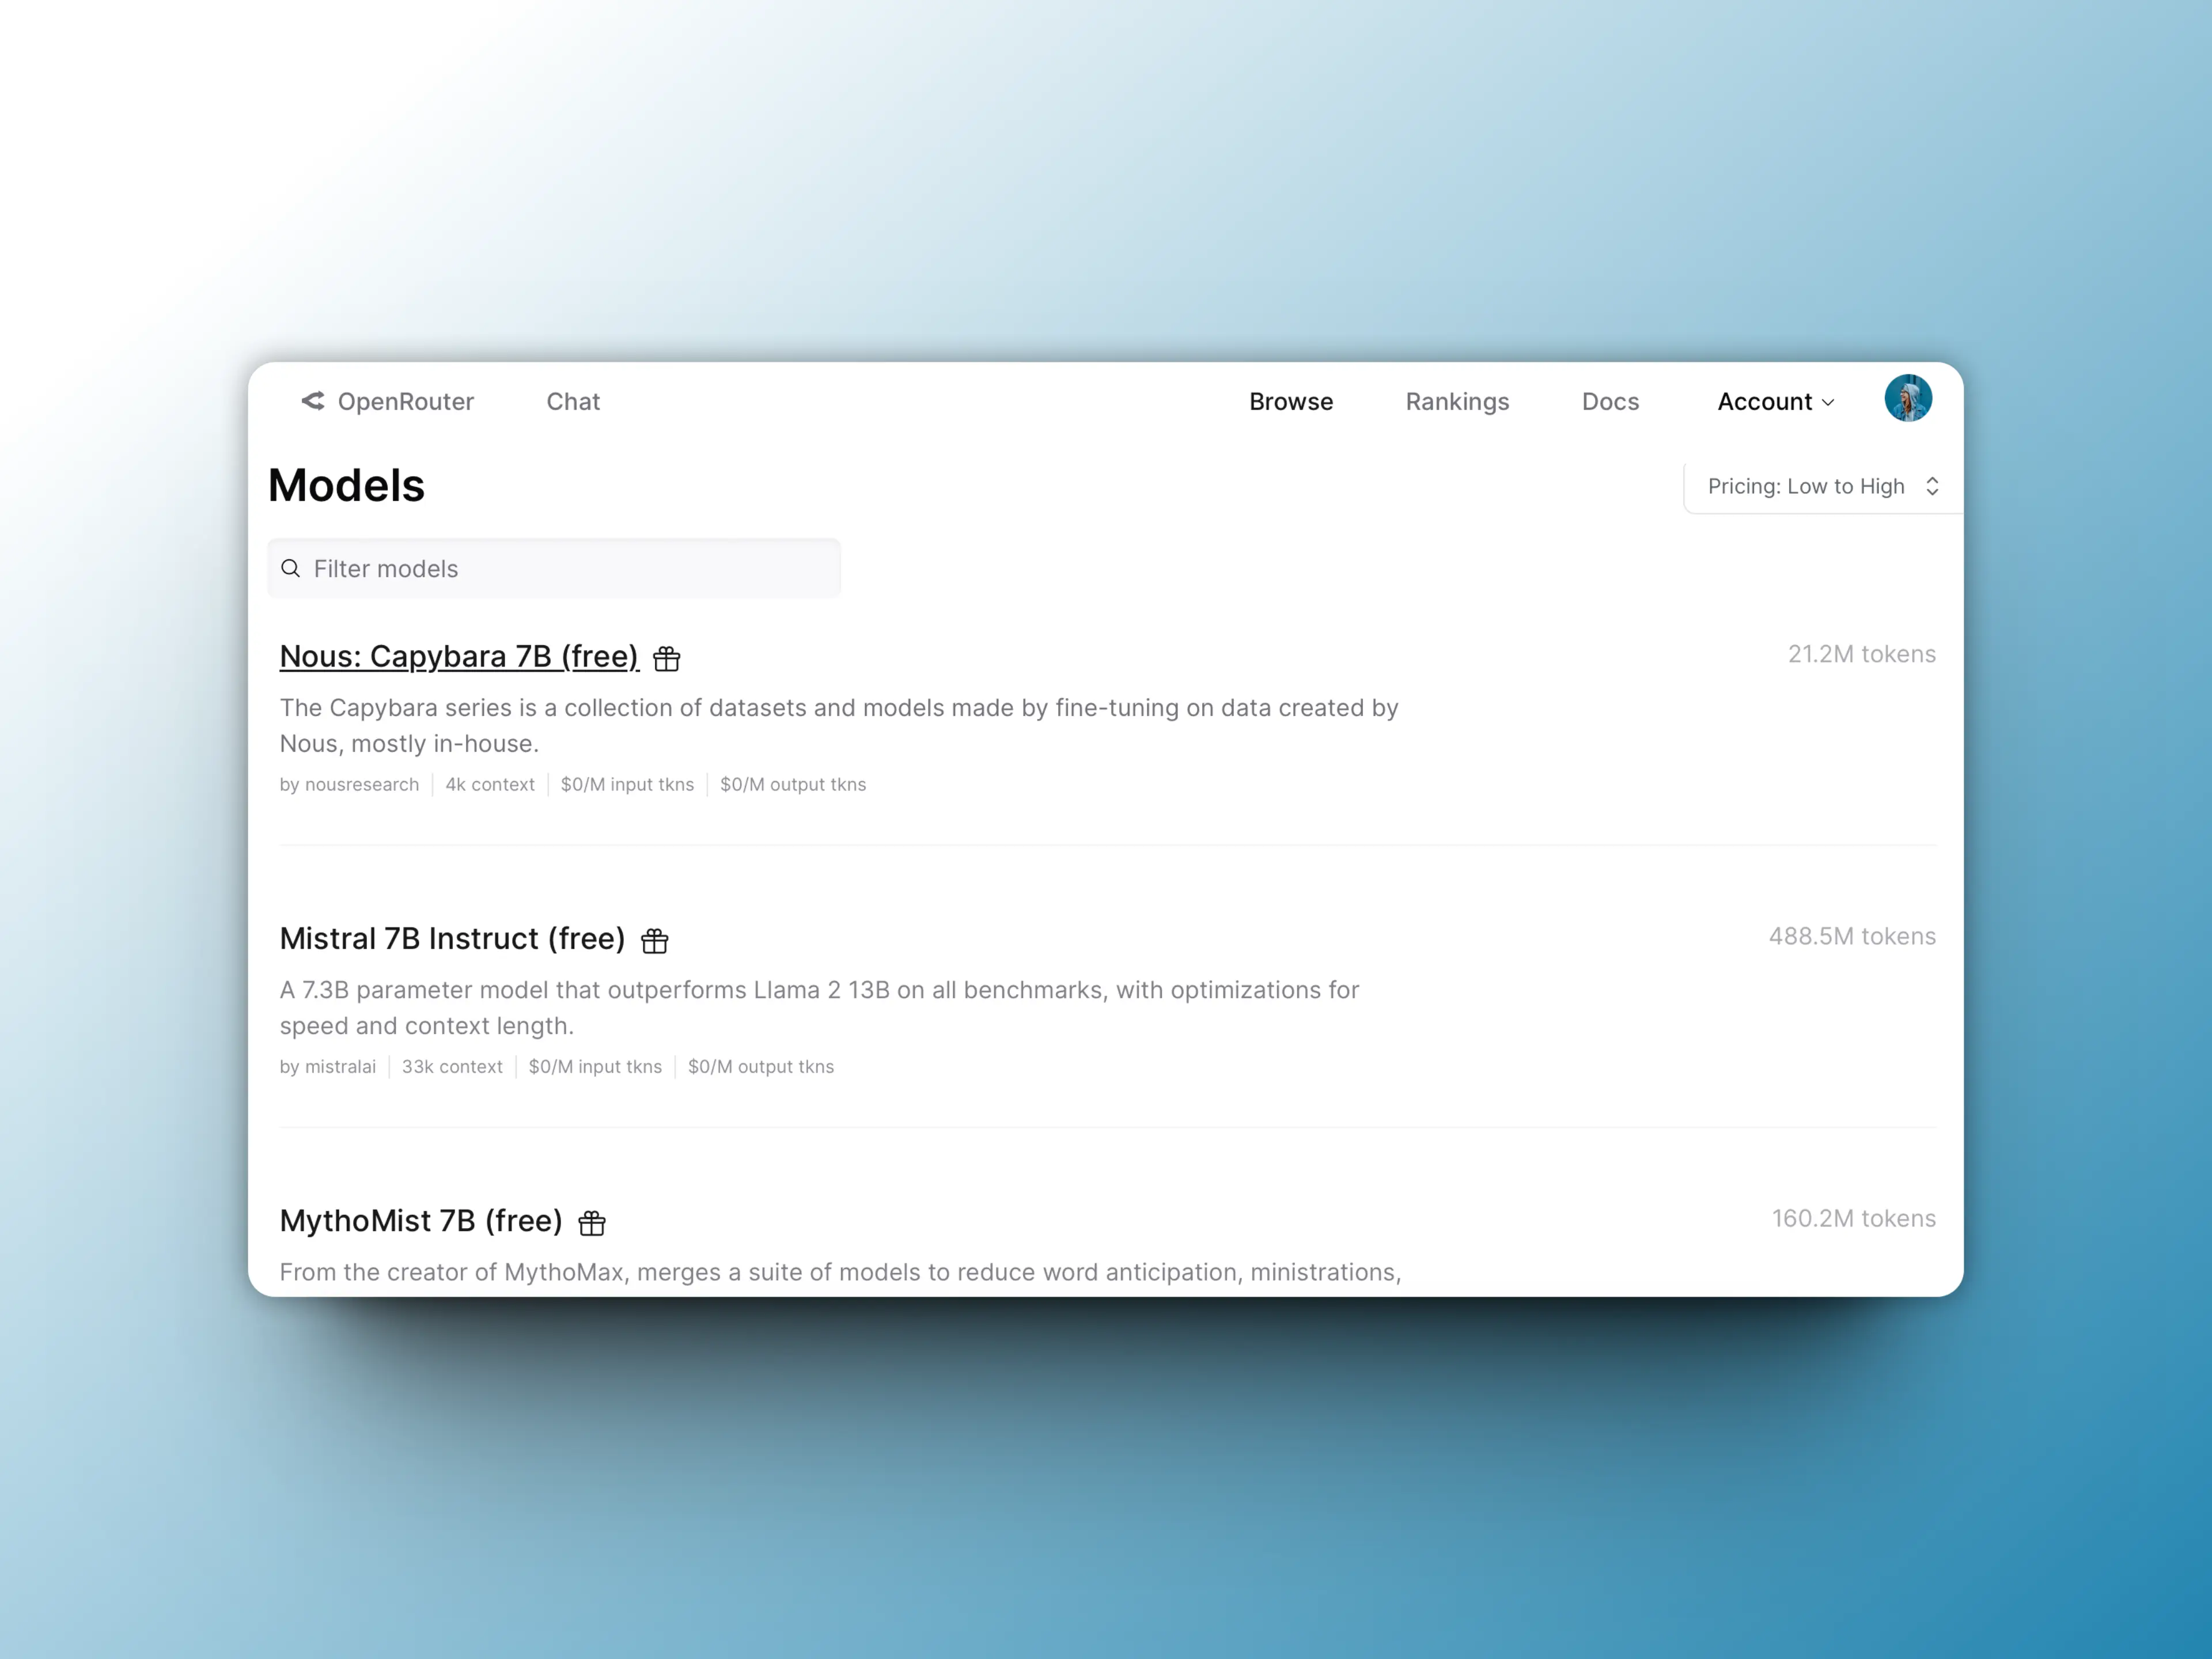 OpenRouter Chat Browse Rankings Docs Account
Models
Pricing: Low to High
Filter models
Nous: Capybara 7B (free)
21.2M tokens
The Capybara series is a collection of datasets and models made by fine-tuning on data created by
Nous, mostly in-house.
by nousresearch 4k context $0/M input tkns $0/M output tkns
Mistral 7B Instruct (free)
488.5M tokens
A 7.3B parameter model that outperforms Llama 2 13B on all benchmarks, with optimizations for
speed and context length.
by mistralai 33k context $0/M input tkns $0/M output tkns
MythoMist 7B (free)
160.2M tokens
From the creator of MythoMax, merges a suite of models to reduce word anticipation, ministrations,